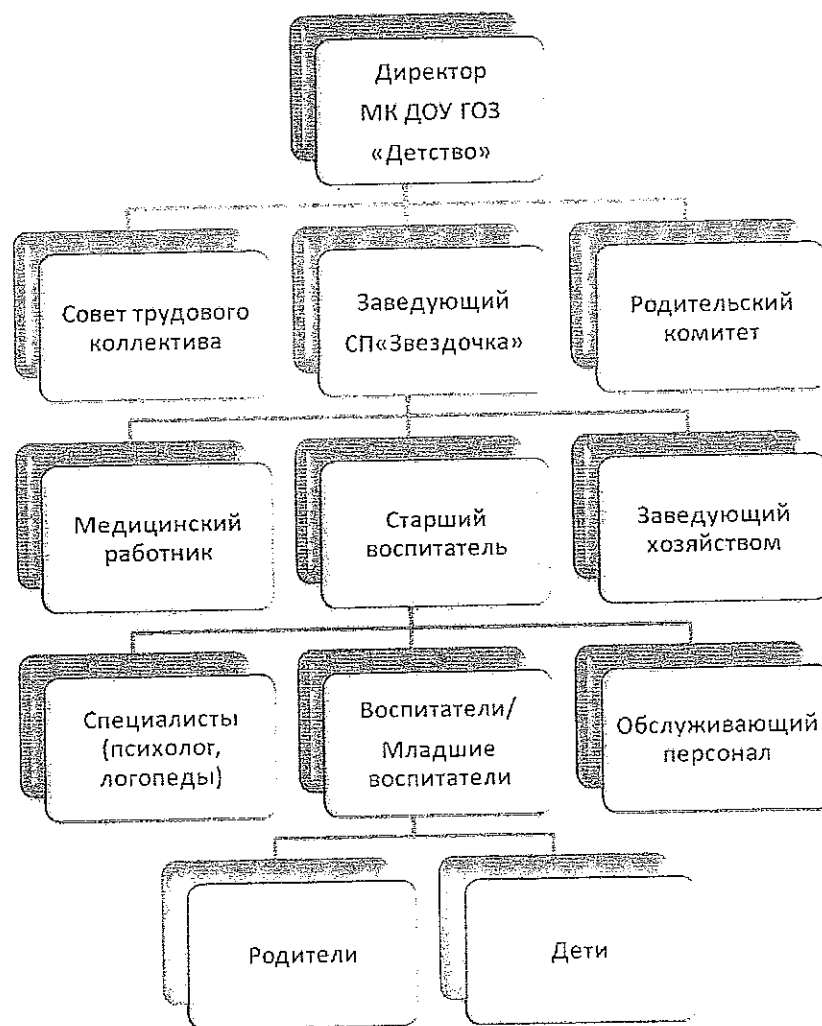 Директор
МК ДОУ ГОЗ
«Детство»
Совет трудового
коллектива
Заведующий
СП«Звездочка»
Родительский
комитет
Медицинский
работник
Старший
воспитатель
Заведующий
хозяйством
Специалисты
(психолог,
логопеды)
Воспитатели/
Младшие
воспитатели
Обслуживающий
персонал
Родители
Дети